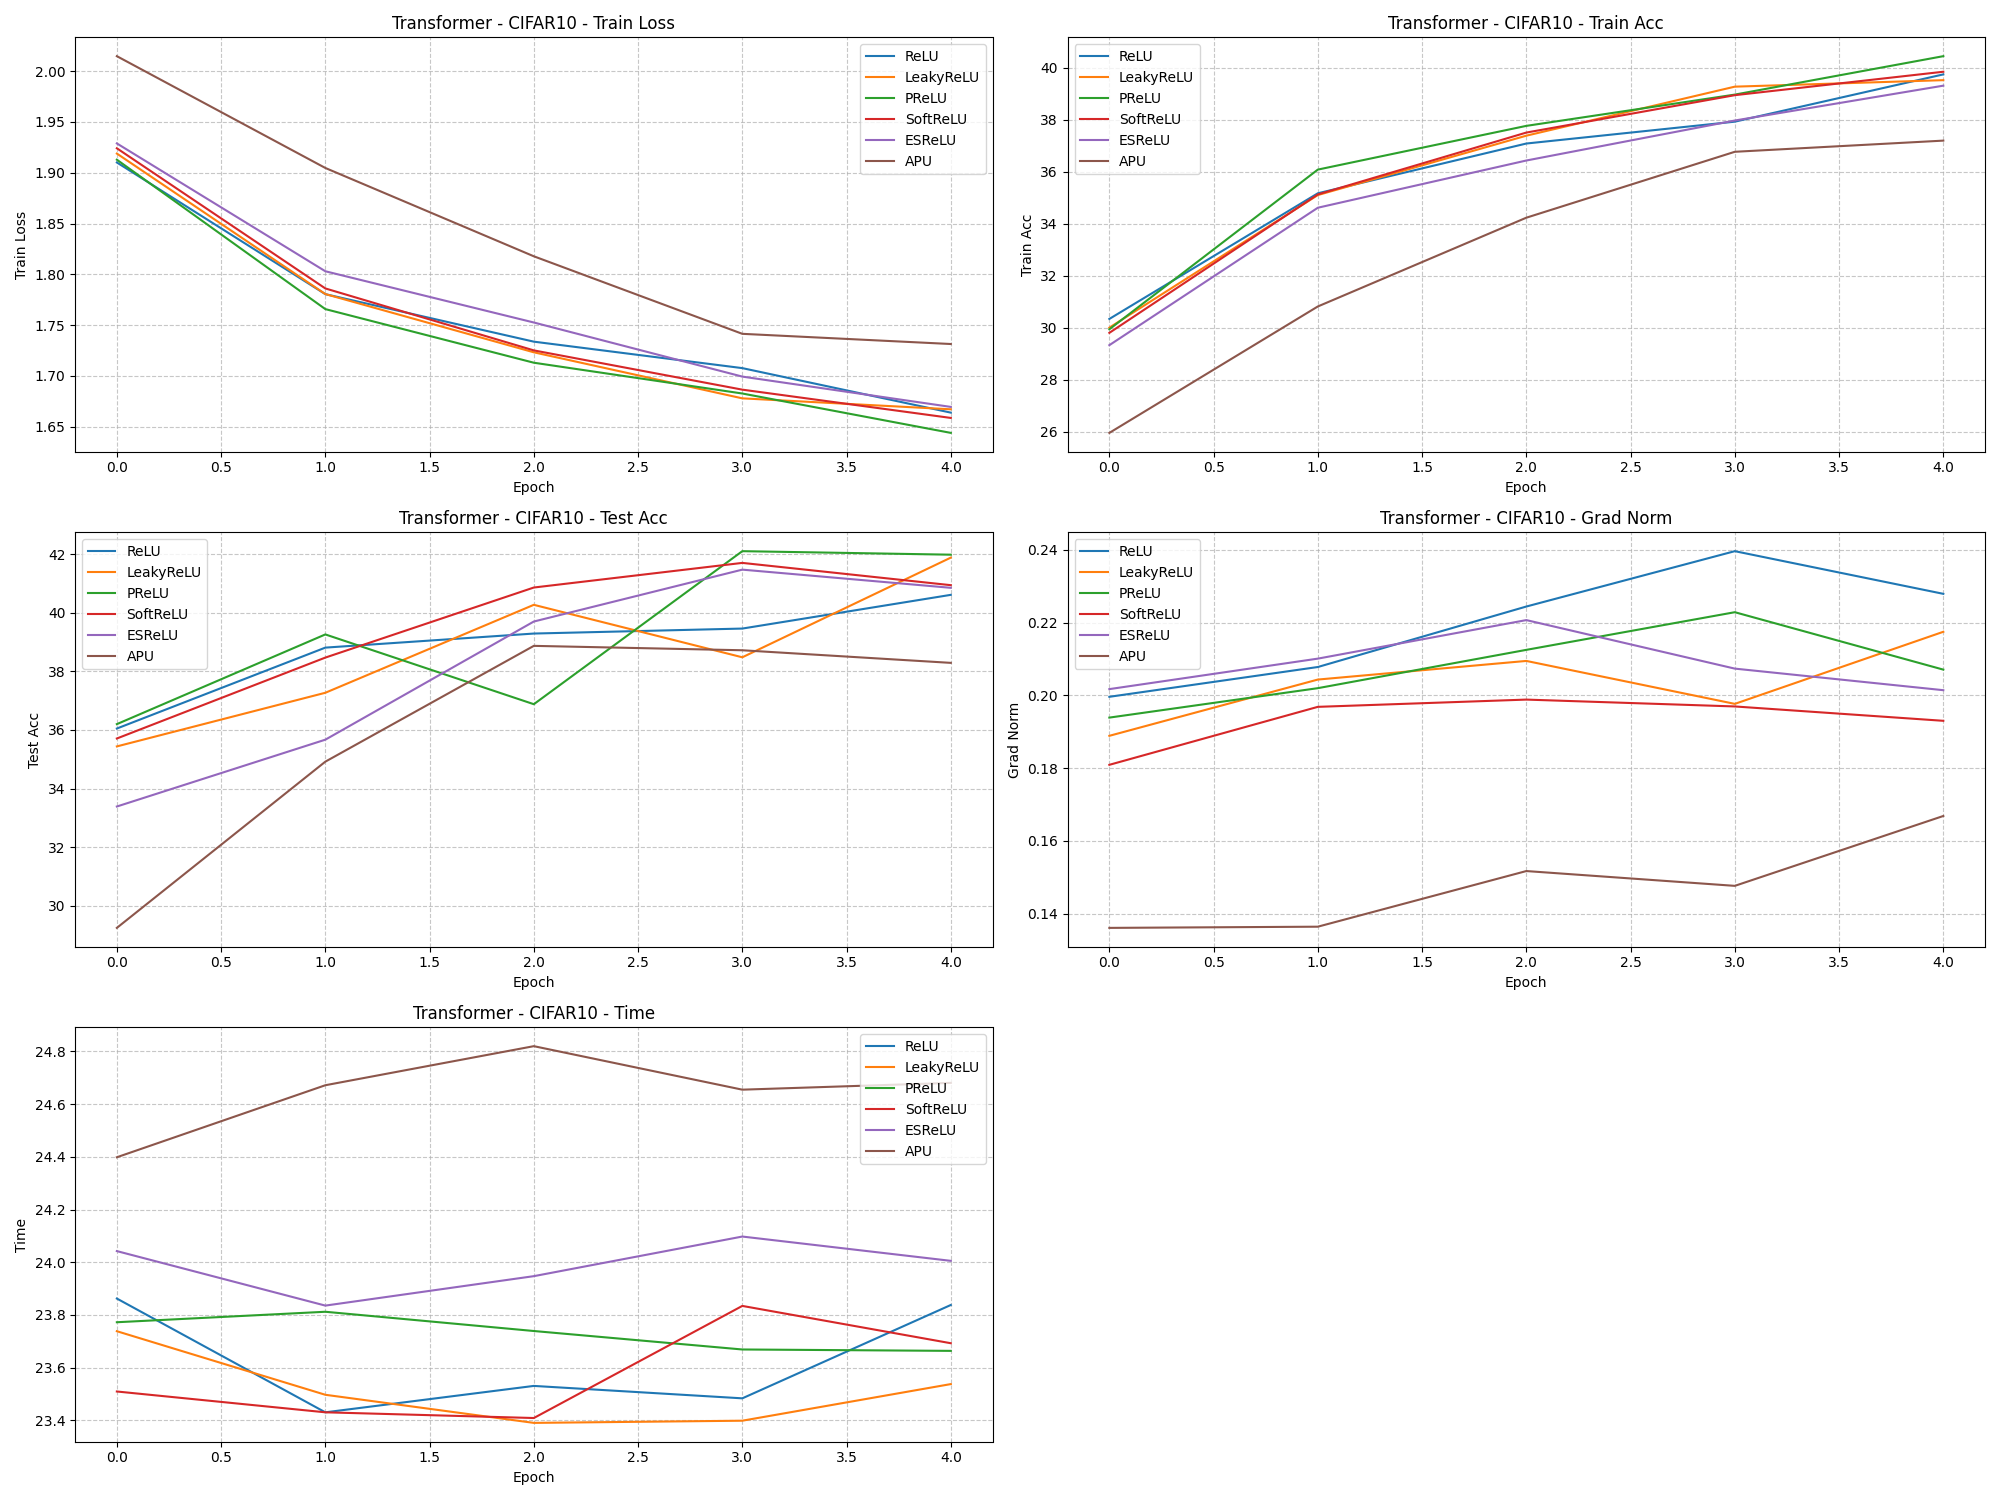 Transformer - CIFAR10 - Train Loss
2.00
1.95
1.90
1.85
1.80
1.75
1.70
1.65
Train Loss
ReLU
LeakyReLU
PReLU
SoftReLU
ESReLU
APU
0.0 0.5 1.0 1.5 2.0 2.5 3.0 3.5 4.0
Epoch
Transformer - CIFAR10 - Train Acc
40
38
36
34
32
30
28
26
Train Acc
ReLU
LeakyReLU
PReLU
SoftReLU
ESReLU
APU
0.0 0.5 1.0 1.5 2.0 2.5 3.0 3.5 4.0
Epoch
Transformer - CIFAR10 - Test Acc
42
40
38
36
34
32
30
Test Acc
ReLU
LeakyReLU
PReLU
SoftReLU
ESReLU
APU
0.0 0.5 1.0 1.5 2.0 2.5 3.0 3.5 4.0
Epoch
Transformer - CIFAR10 - Grad Norm
0.24
0.22
0.20
0.18
0.16
0.14
Grad Norm
ReLU
LeakyReLU
PReLU
SoftReLU
ESReLU
APU
0.0 0.5 1.0 1.5 2.0 2.5 3.0 3.5 4.0
Epoch
Transformer - CIFAR10 - Time
24.8
24.6
24.4
24.2
24.0
23.8
23.6
23.4
Time
ReLU
LeakyReLU
PReLU
SoftReLU
ESReLU
APU
0.0 0.5 1.0 1.5 2.0 2.5 3.0 3.5 4.0
Epoch